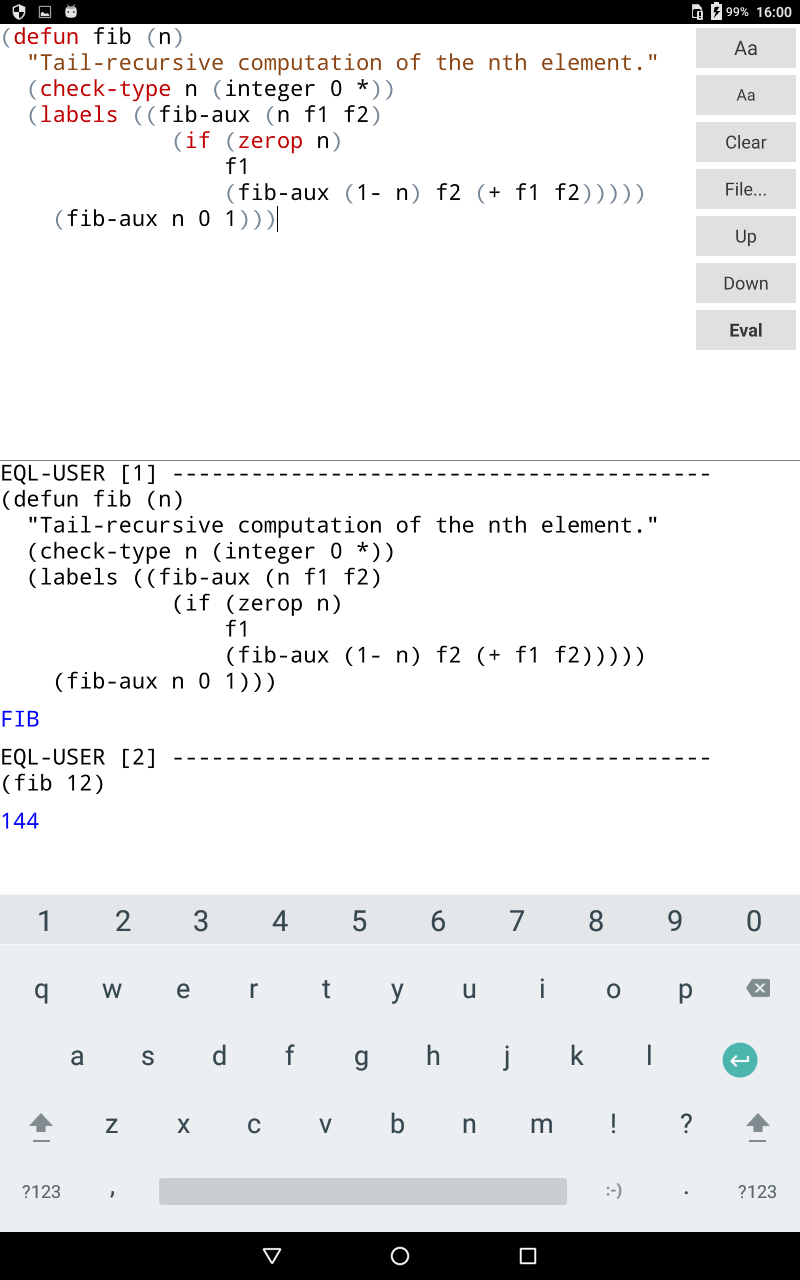 99% 16:00
(defun fib (n)
  "Tail-recursive computation of the nth element."
  (check-type n (integer 0 *))
  (labels ((fib-aux (n f1 f2)
             (if (zerop n)
                 f1
                 (fib-aux (1- n) f2 (+ f1 f2)))))
    (fib-aux n 0 1)))
Aa
Aa
Clear
File...
Up
Down
Eval
EQL-USER [1] -----------------------------------------
(defun fib (n)
  "Tail-recursive computation of the nth element."
  (check-type n (integer 0 *))
  (labels ((fib-aux (n f1 f2)
             (if (zerop n)
                 f1
                 (fib-aux (1- n) f2 (+ f1 f2)))))
    (fib-aux n 0 1)))
FIB
EQL-USER [2] -----------------------------------------
(fib 12)
144
1 2 3 4 5 6 7 8 9 0
q w e r t y u i o p
a s d f g h j k l
z x c v b n m ! ?
?123 , :-) . ?123